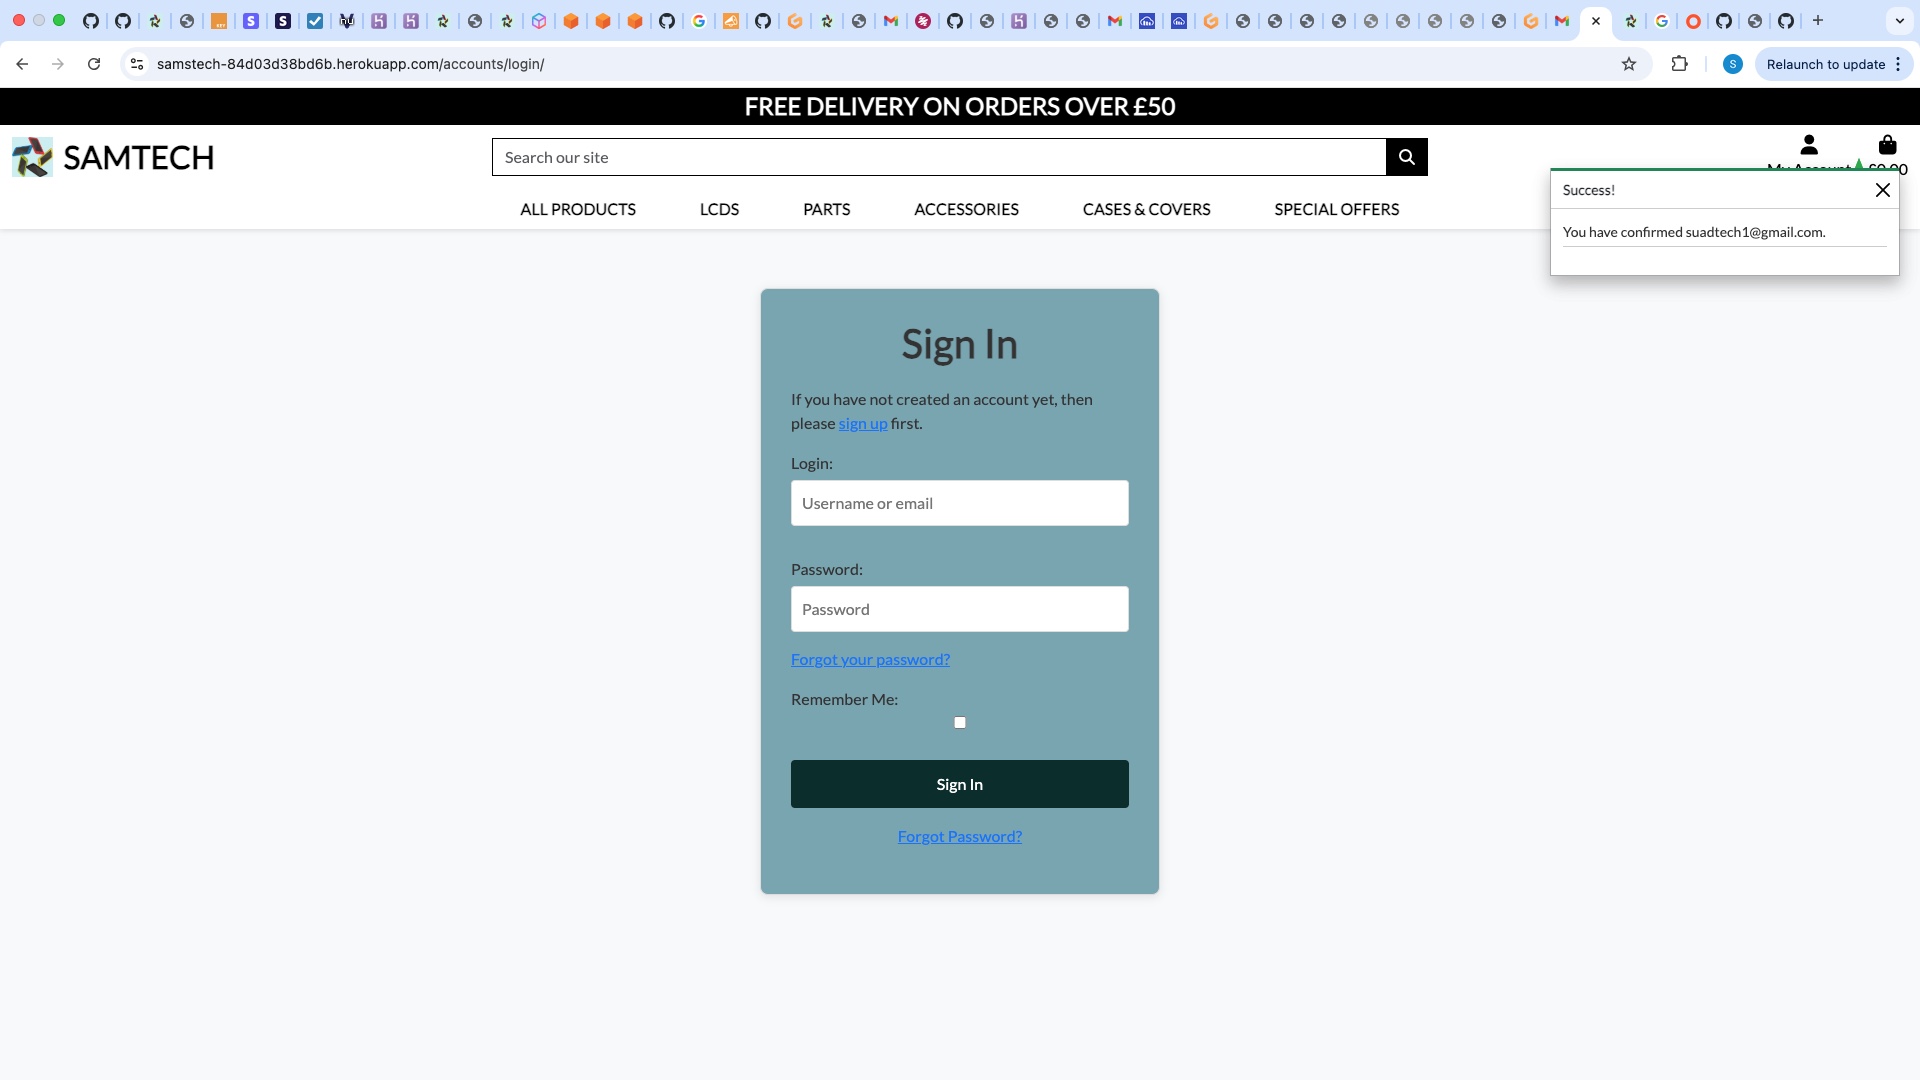 samstech-84d03d38bd6b.herokuapp.com/accounts/login/
S
Relaunch to update
FREE DELIVERY ON ORDERS OVER £50
SAMTECH
Search our site
ALL PRODUCTS
LCDS
PARTS
ACCESSORIES
CASES & COVERS
SPECIAL OFFERS
Success!
You have confirmed suadtech1@gmail.com.
Sign In
If you have not created an account yet, then
please sign up first.
Login:
Username or email
Password:
Password
Forgot your password?
Remember Me:
Sign In
Forgot Password?